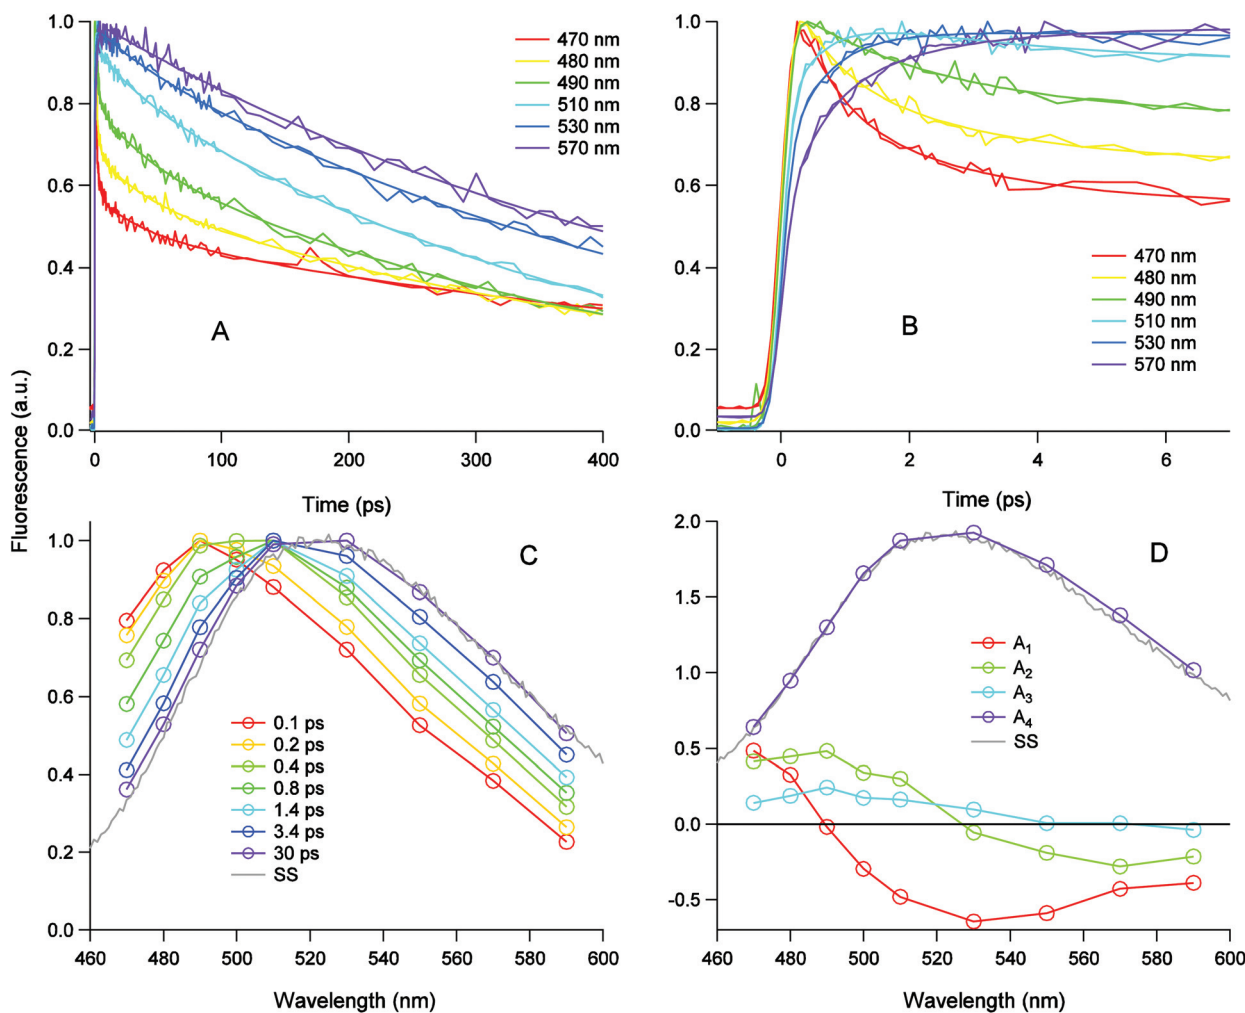 Fluorescence (a.u.)
1.0
0.8
0.6
0.4
0.2
0.0
470 nm
480 nm
490 nm
510 nm
530 nm
570 nm
A
0 100 200 300 400
Time (ps)
1.0
0.8
0.6
0.4
0.2
0.0
B
470 nm
480 nm
490 nm
510 nm
530 nm
570 nm
0 2 4 6
Time (ps)
1.0
0.8
0.6
0.4
0.2
0.0
C
0.1 ps
0.2 ps
0.4 ps
0.8 ps
1.4 ps
3.4 ps
30 ps
SS
460 480 500 520 540 560 580 600
Wavelength (nm)
2.0
1.5
1.0
0.5
0.0
-0.5
D
A1
A2
A3
A4
SS
460 480 500 520 540 560 580 600
Wavelength (nm)